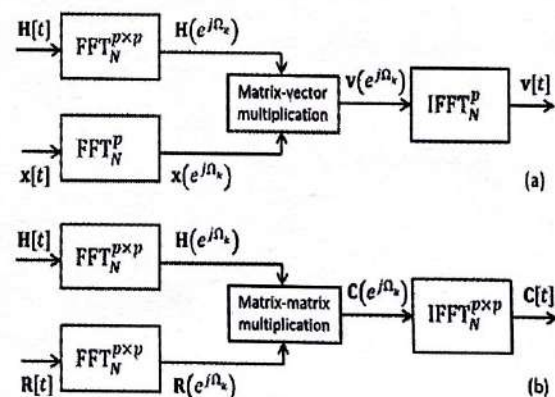 H[t]
FFT_N^{p×p}
H(e^{jΩ_k})
Matrix-vector
multiplication
v(e^{jΩ_k})
IFFT_N^p
v[t]
x[t]
FFT_N^p
x(e^{jΩ_k})
(a)
H[t]
FFT_N^{p×p}
H(e^{jΩ_k})
Matrix-matrix
multiplication
C(e^{jΩ_k})
IFFT_N^{p×p}
C[t]
R[t]
FFT_N^{p×p}
R(e^{jΩ_k})
(b)